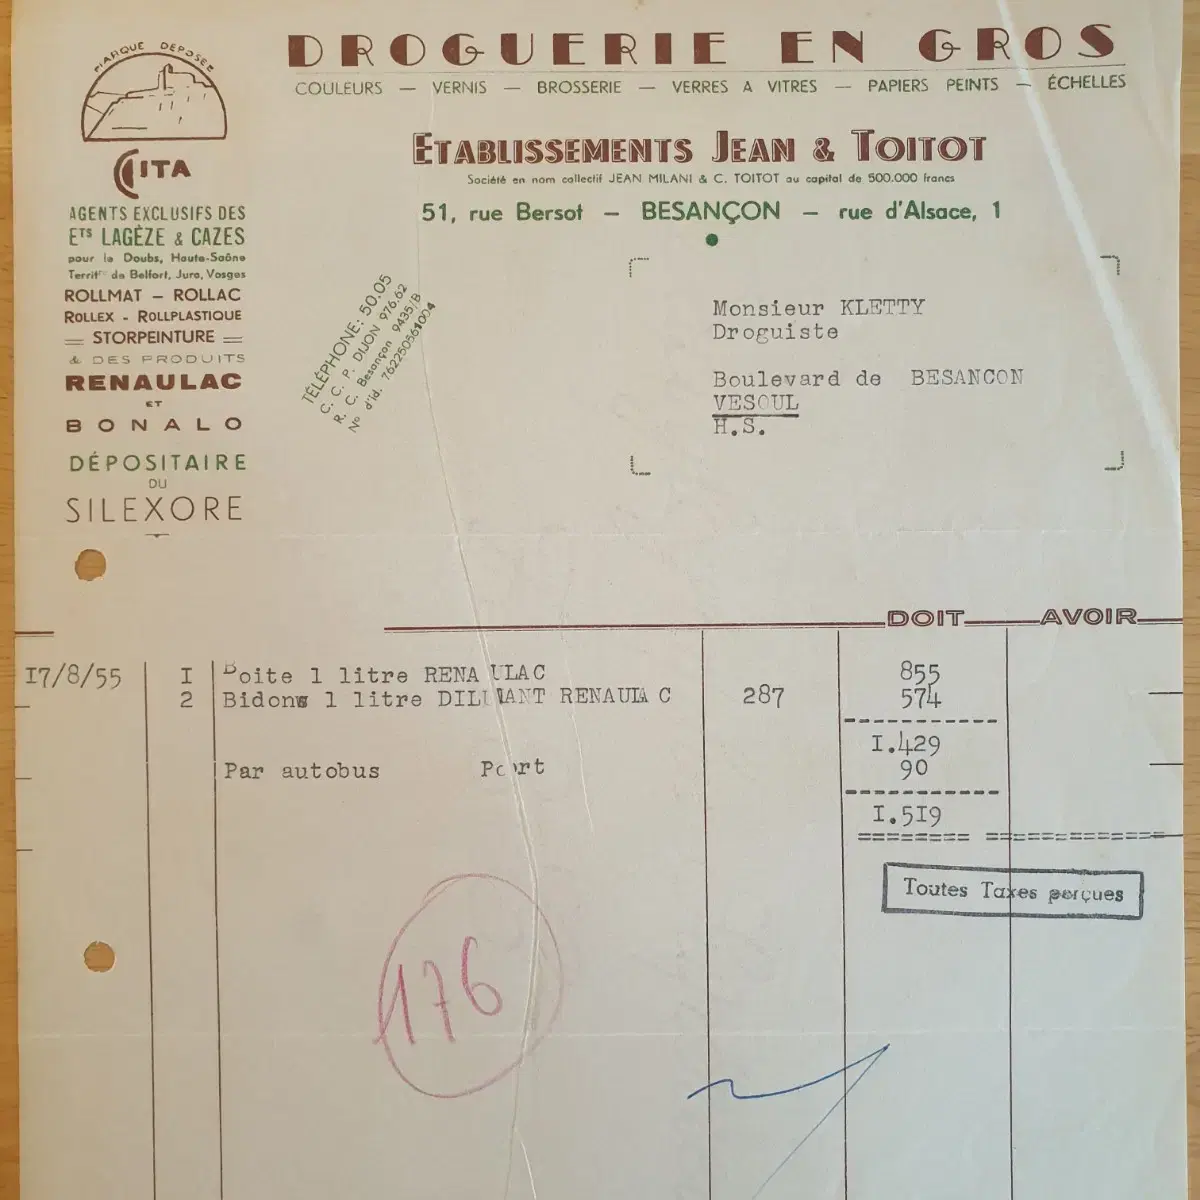 MARQUE DÉPOSÉE
CITA
AGENTS EXCLUSIFS DES
ETS LAGÈZE & CAZES
pour le Doubs, Haute-Saône
Territre de Belfort, Jura, Vosges
ROLLMAT - ROLLAC
ROLLEX - ROLLPLASTIQUE
STORPEINTURE
& DES PRODUITS
RENAULAC
ET
BONALO
DÉPOSITAIRE
DU
SILEXORE
DROGUERIE EN GROS
COULEURS — VERNIS — BROSSERIE — VERRES A VITRES — PAPIERS PEINTS — ÉCHELLES
ETABLISSEMENTS JEAN & TOITOT
Société en nom collectif JEAN MILANI & C. TOITOT au capital de 500.000 francs
51, rue Bersot — BESANÇON — rue d'Alsace, 1
TÉLÉPHONE: 50.05
C. C. P. DIJON 976.62
R. C. Besançon 9435/B
No d'id. 762250561004
Monsieur KLETTY
Droguiste
Boulevard de BESANCON
VESOUL
H.S.
DOIT AVOIR
17/8/55 I Boite 1 litre RENAULAC 855
2 Bidons 1 litre DILUANT RENAULAC 287 574
I.429
Par autobus Port 90
I.519
Toutes Taxes perçues
176